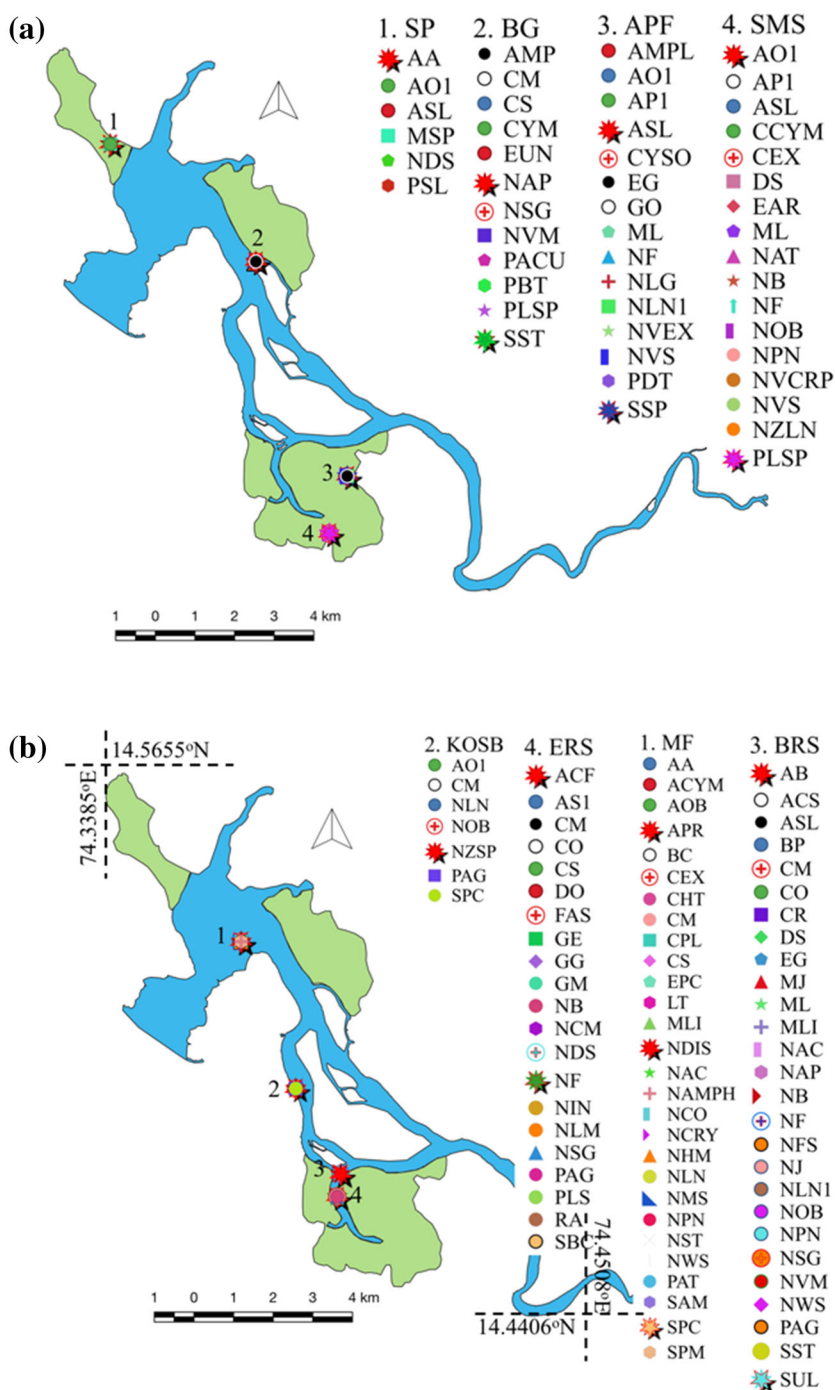 (a)
1. SP
AA
AO1
ASL
MSP
NDS
PSL
2. BG
AMP
CM
CS
CYM
EUN
NAP
NSG
NVM
PACU
PBT
PLSP
SST
3. APF
AMPL
AO1
AP1
ASL
CYSO
EG
GO
ML
NF
NLG
NLN1
NVEX
NVS
PDT
SSP
4. SMS
AO1
AP1
ASL
CCYM
CEX
DS
EAR
ML
NAT
NB
NF
NOB
NPN
NVCRP
NVS
NZLN
PLSP
1
2
3
4
1 0 1 2 3 4 km
(b)
14.5655ºN
74.3385ºE
2. KOSB
AO1
CM
NLN
NOB
NZSP
PAG
SPC
4. ERS
ACF
AS1
CM
CO
CS
DO
FAS
GE
GG
GM
NB
NCM
NDS
NF
NIN
NLM
NSG
PAG
PLS
RA
SBC
1. MF
AA
ACYM
AOB
APR
BC
CEX
CHT
CM
CPL
CS
EPC
LT
MLI
NDIS
NAC
NAMPH
NCO
NCRY
NHM
NLN
NMS
NPN
NST
NWS
PAT
SAM
SPC
SPM
3. BRS
AB
ACS
ASL
BP
CM
CO
CR
DS
EG
MJ
ML
MLI
NAC
NAP
NB
NF
NFS
NJ
NLN1
NOB
NPN
NSG
NVM
NWS
PAG
SST
SUL
1
2
3
4
1 0 1 2 3 4 km
74.4508ºE
14.4406ºN